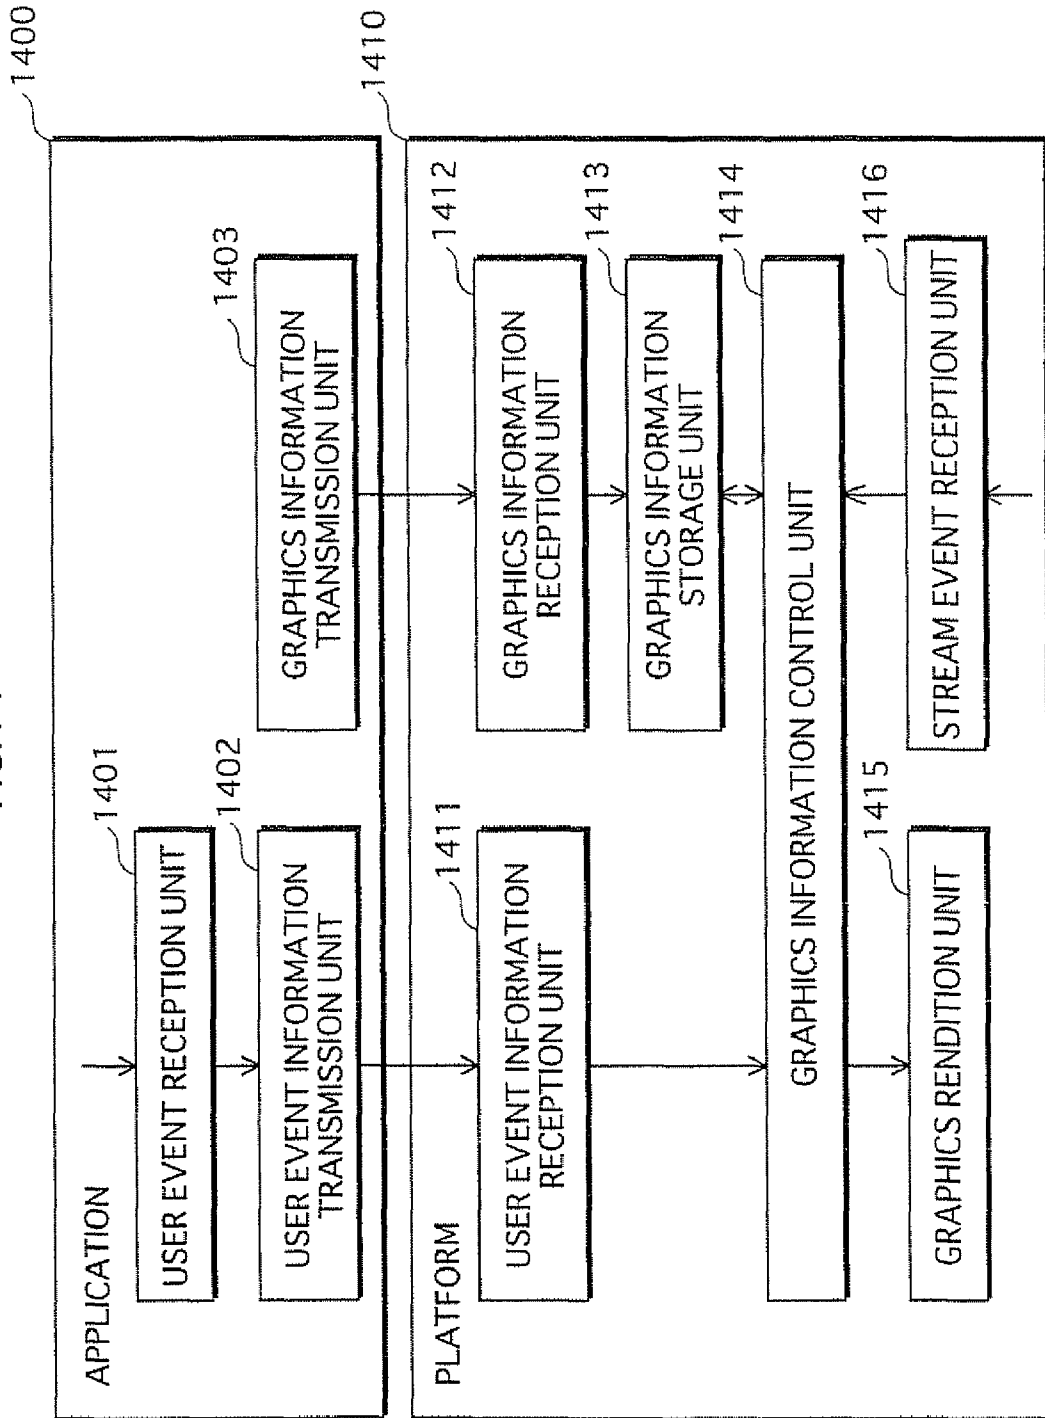 1400
APPLICATION
1401
USER EVENT RECEPTION UNIT
1402
USER EVENT INFORMATION
TRANSMISSION UNIT
1403
GRAPHICS INFORMATION
TRANSMISSION UNIT
1410
PLATFORM
1411
USER EVENT INFORMATION
RECEPTION UNIT
1412
GRAPHICS INFORMATION
RECEPTION UNIT
1413
GRAPHICS INFORMATION
STORAGE UNIT
1414
GRAPHICS INFORMATION CONTROL UNIT
1415
GRAPHICS RENDITION UNIT
1416
STREAM EVENT RECEPTION UNIT